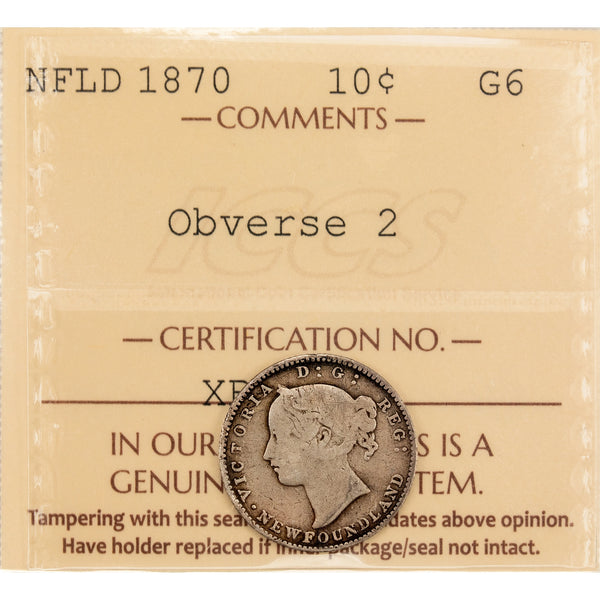 NFLD 1870 10¢ G6
— COMMENTS —
ICCS
Obverse 2
— CERTIFICATION NO. —
IN OUR S IS A
GENUIN TEM.
Tampering with this sea dates above opinion.
Have holder replaced if inner package/seal not intact.
VICTORIA D:G: REG:
NEWFOUNDLAND